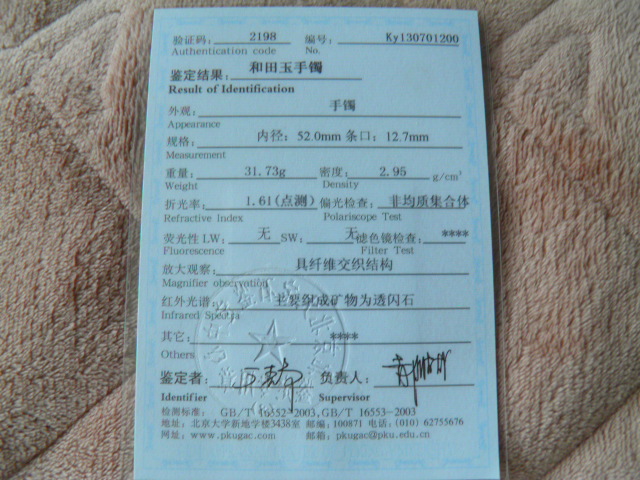 验证码: 2198 编号: Ky130701200
Authentication code No.
鉴定结果: 和田玉手镯
Result of Identification
外观: 手镯
Appearance
规格: 内径: 52.0mm 条口: 12.7mm
Measurement
重量: 31.73g 密度: 2.95 g/cm³
Weight Density
折光率: 1.61(点测) 偏光检查: 非均质集合体
Refractive index Polariscope Test
荧光性 LW: 无 SW: 无 滤色镜检查: ****
Fluorescence Filter Test
放大观察: 具纤维交织结构
Magnifier observation
红外光谱: 主要组成矿物为透闪石
Infrared Spectra
其它: ****
Others
鉴定者: 负责人:
Identifier Supervisor
检测标准: GB/T 16552-2003, GB/T 16553-2003
地址: 北京大学新地学楼3438室 邮编: 100871 电话: (010) 62755676
网址: www.pkugac.com 邮箱: pkugac@pku.edu.cn